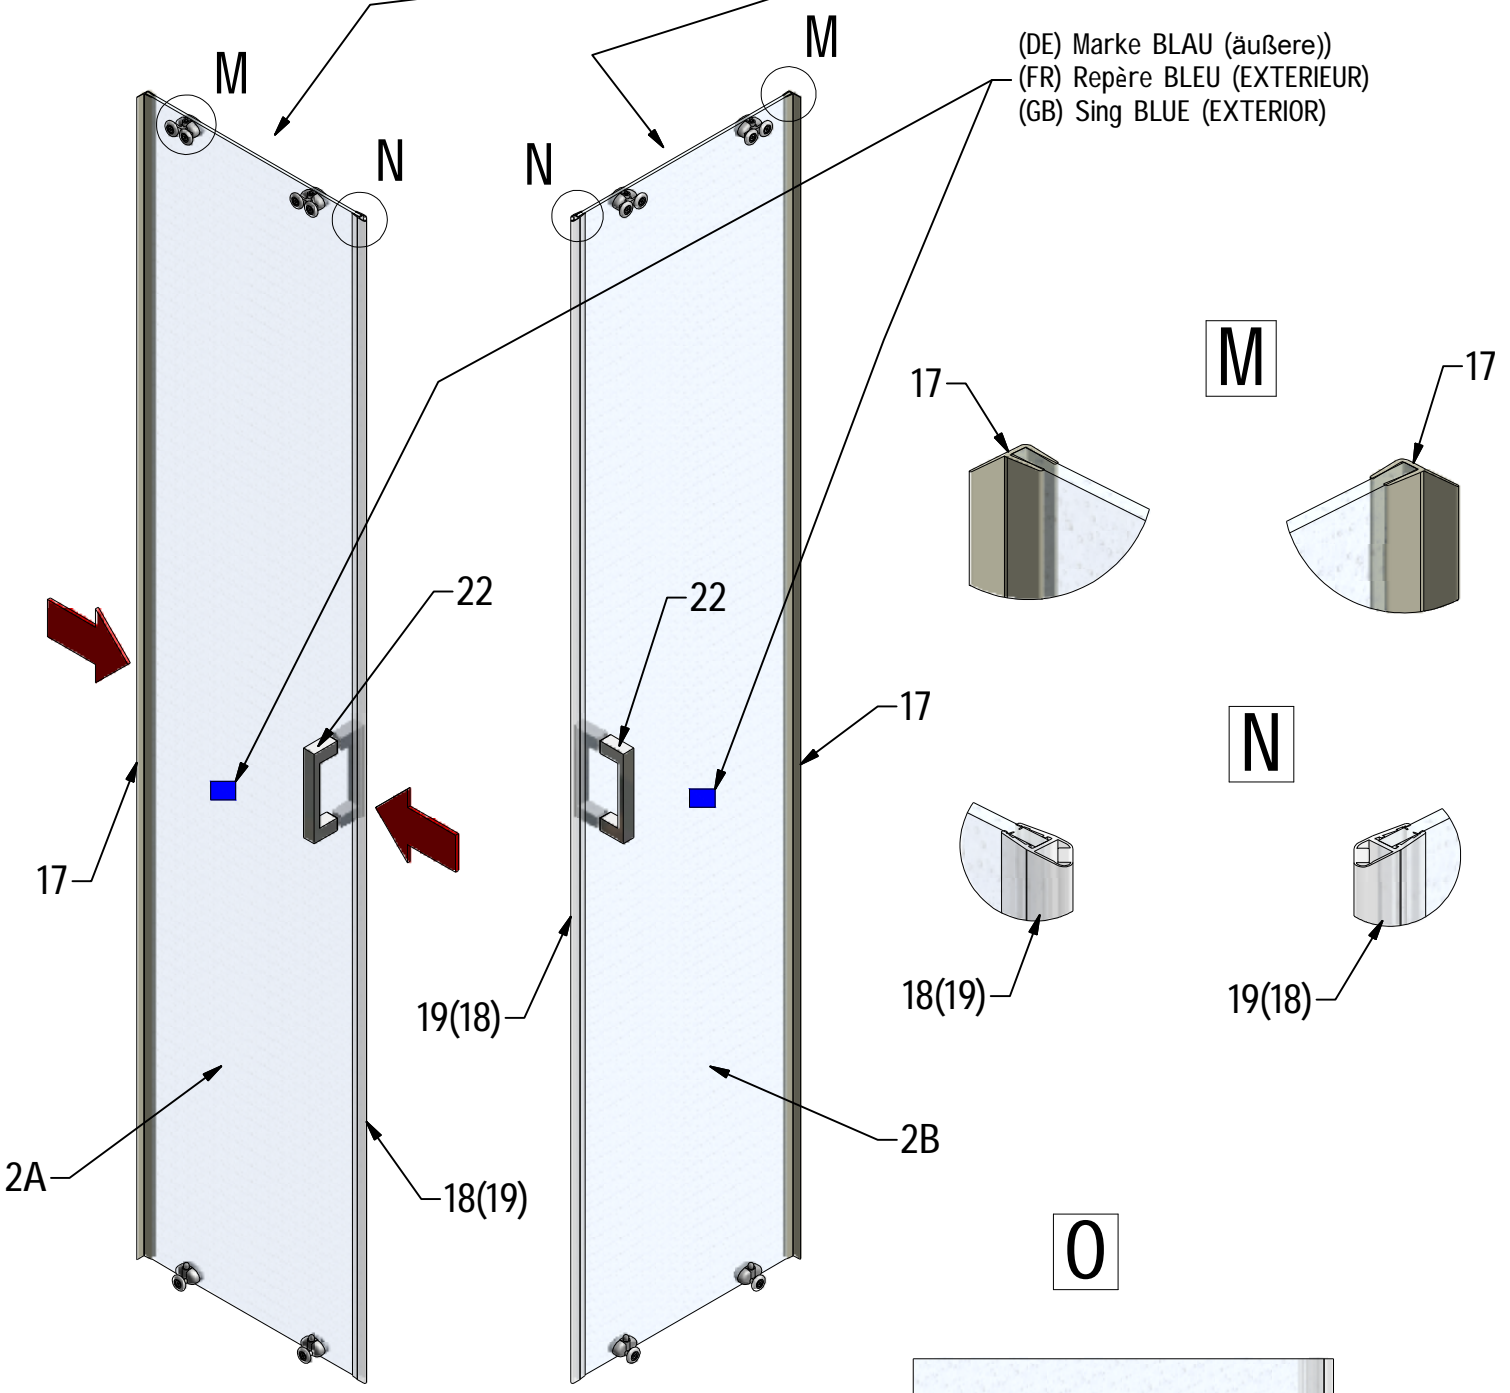 M
M
(DE) Marke BLAU (äußere))
(FR) Repère BLEU (EXTERIEUR)
(GB) Sing BLUE (EXTERIOR)
N
N
M
17
17
22
22
17
N
17
18(19)
19(18)
19(18)
2A
2B
18(19)
O